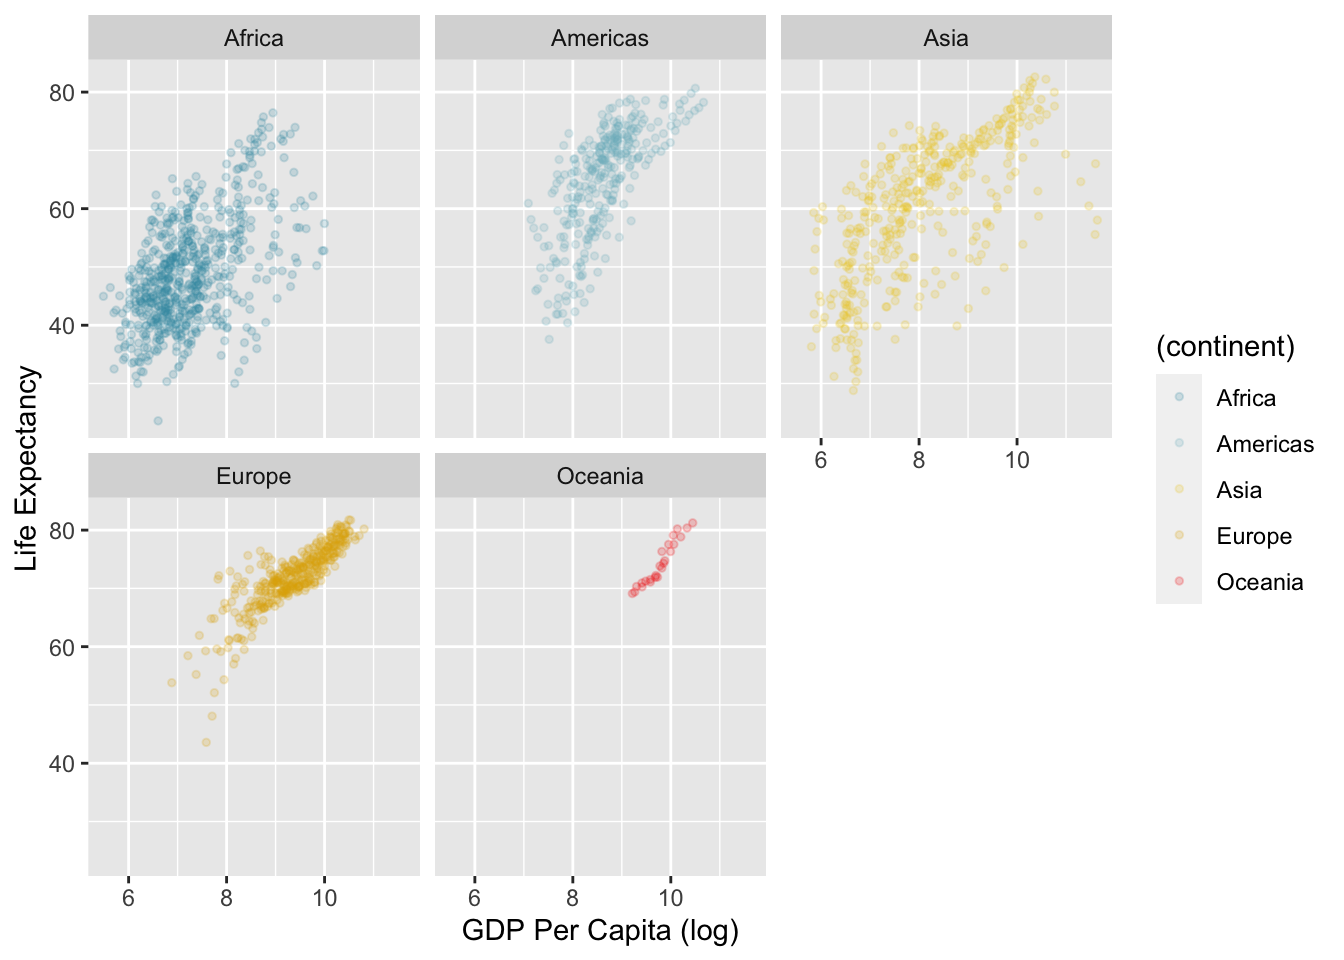 Africa
Americas
Asia
80
60
40
6
8
10
Europe
Oceania
80
60
40
6
8
10
6
8
10
Life Expectancy
GDP Per Capita (log)
(continent)
Africa
Americas
Asia
Europe
Oceania